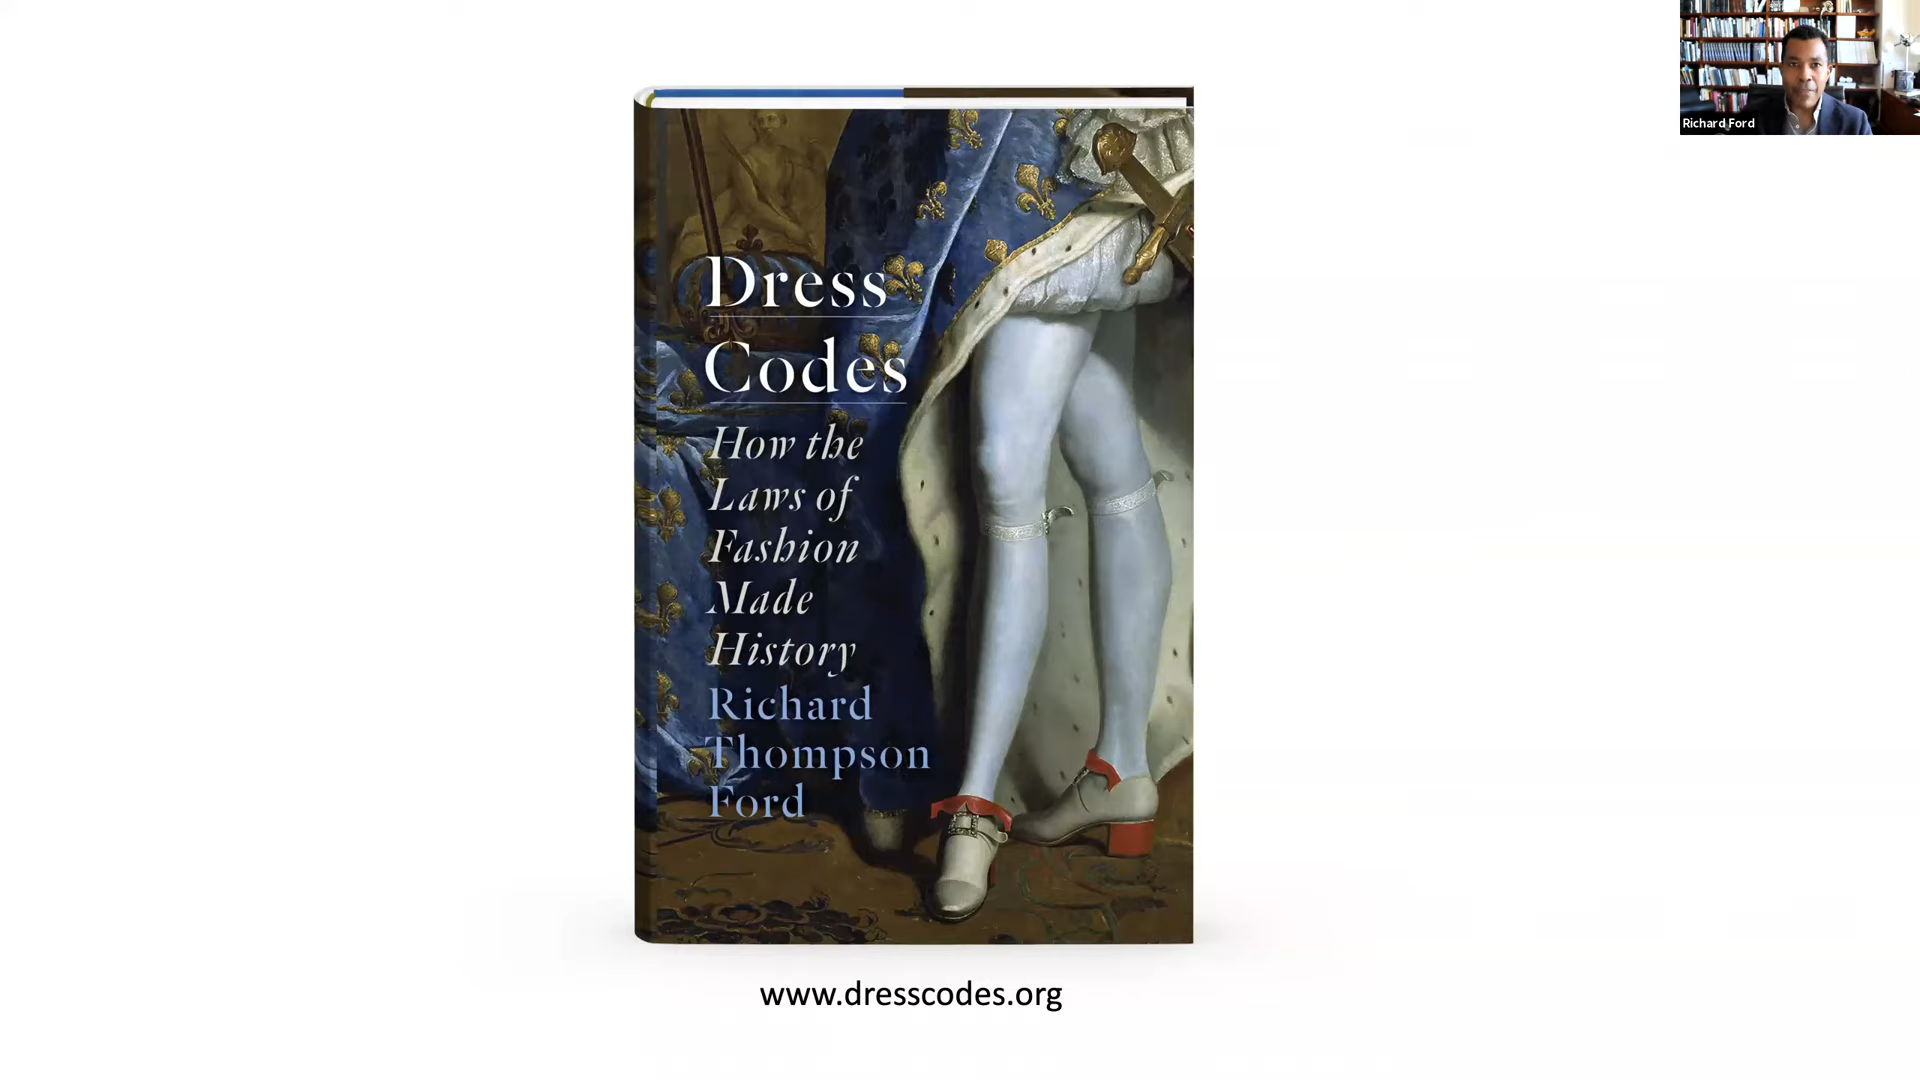 Dress
Codes
How the
Laws of
Fashion
Made
History
Richard
Thompson
Ford
www.dresscodes.org
Richard Ford